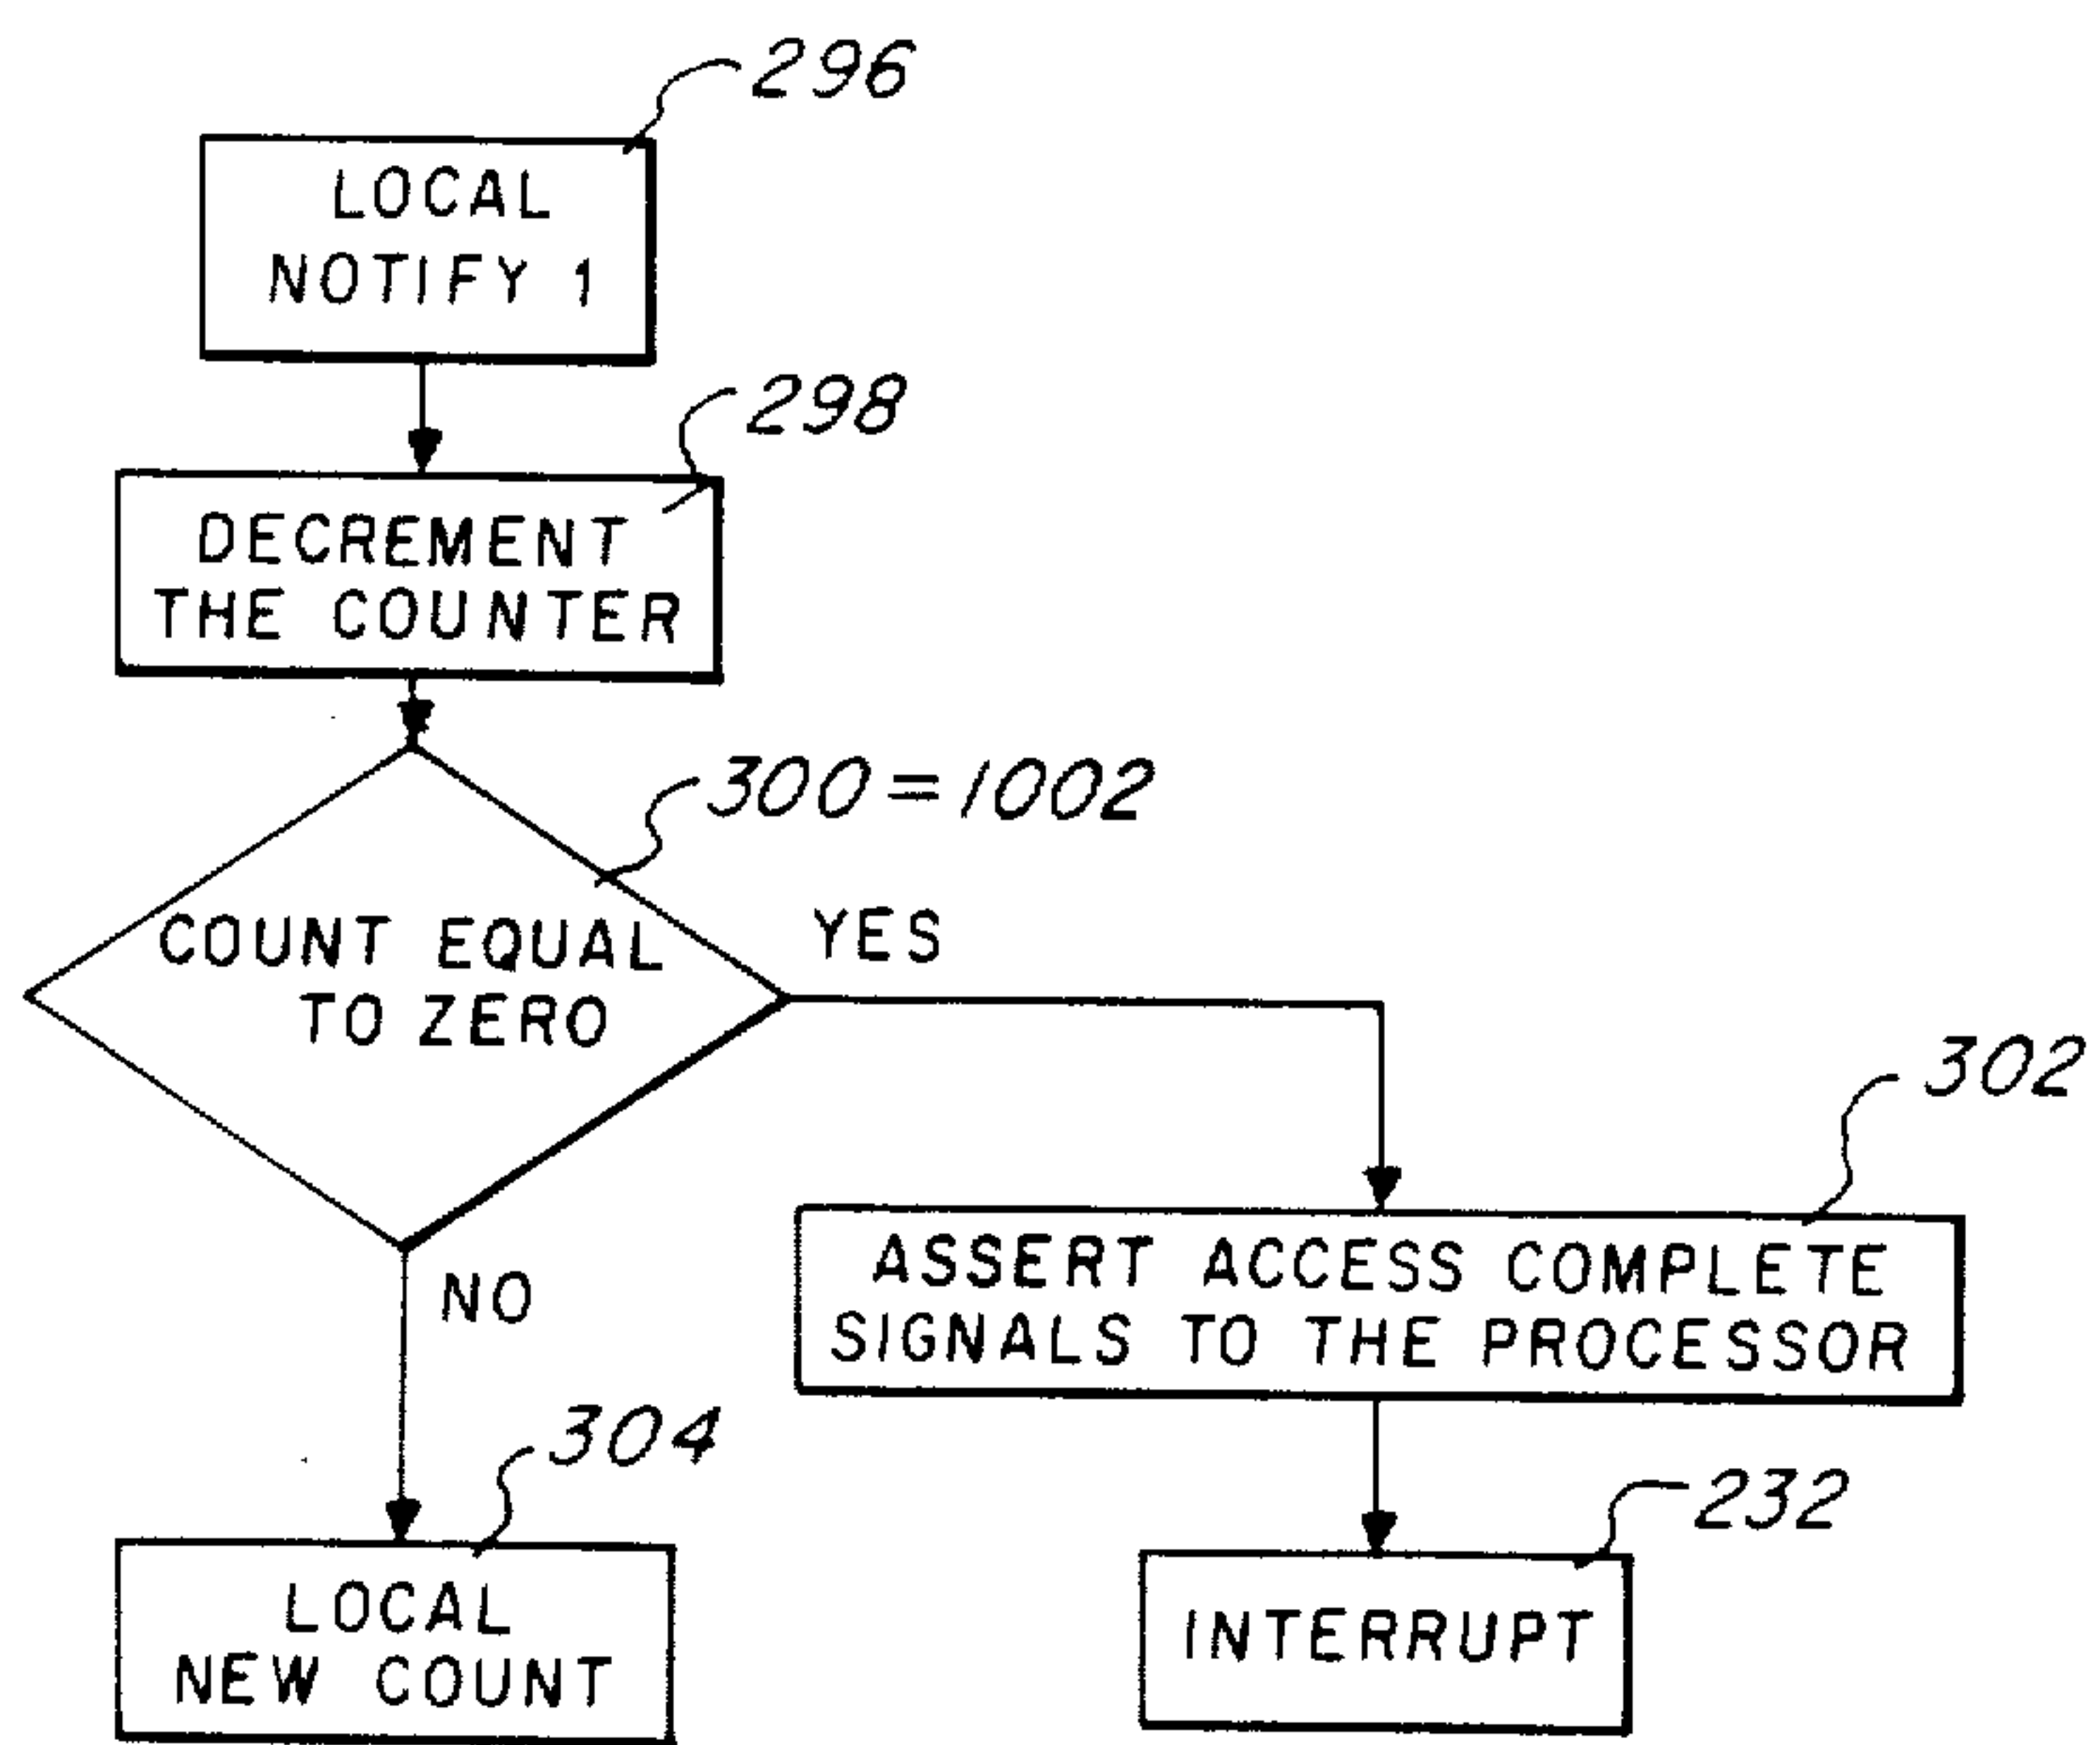 296
LOCAL
NOTIFY 1
298
DECREMENT
THE COUNTER
300=1002
COUNT EQUAL
TO ZERO
YES
NO
302
ASSERT ACCESS COMPLETE
SIGNALS TO THE PROCESSOR
304
LOCAL
NEW COUNT
232
INTERRUPT